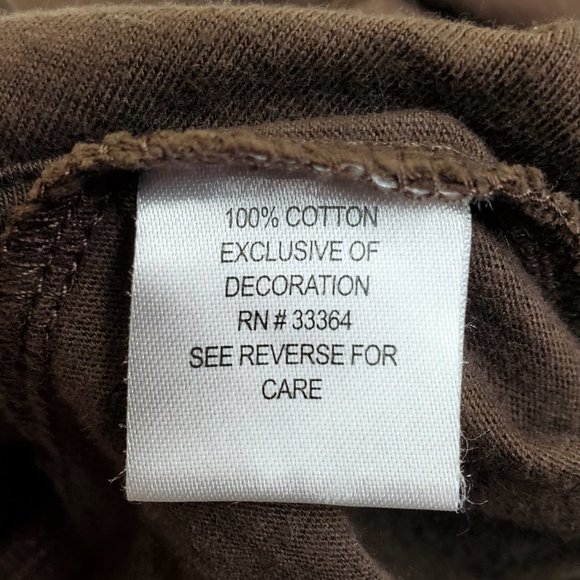 100% COTTON
EXCLUSIVE OF
DECORATION
RN # 33364
SEE REVERSE FOR
CARE